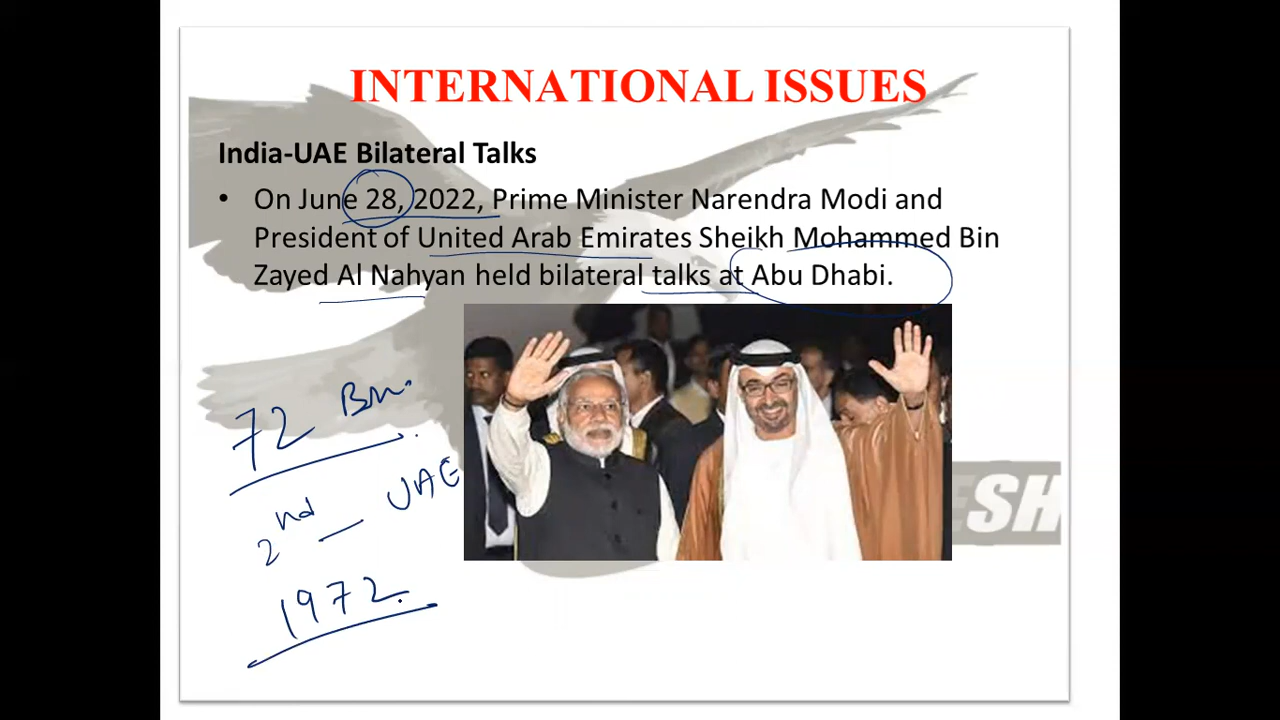 INTERNATIONAL ISSUES
India-UAE Bilateral Talks
• On June 28, 2022, Prime Minister Narendra Modi and
President of United Arab Emirates Sheikh Mohammed Bin
Zayed Al Nahyan held bilateral talks at Abu Dhabi.
72 Bn.
2nd — UAE
1972.
ESH